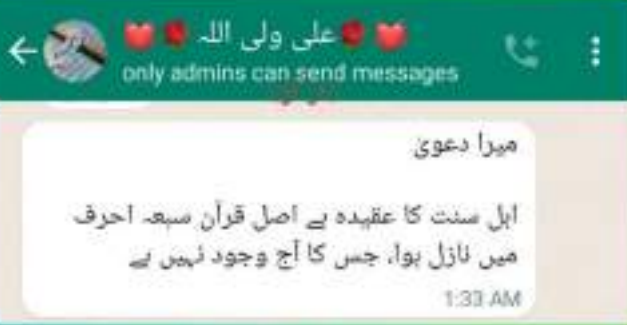 ❤️🌹علی ولی اللہ 🌹❤️
only admins can send messages
میرا دعویٰ
اہل سنت کا عقیدہ ہے اصل قرآن سبعہ احرف
میں نازل ہوا، جس کا آج وجود نہیں ہے
1:33 AM